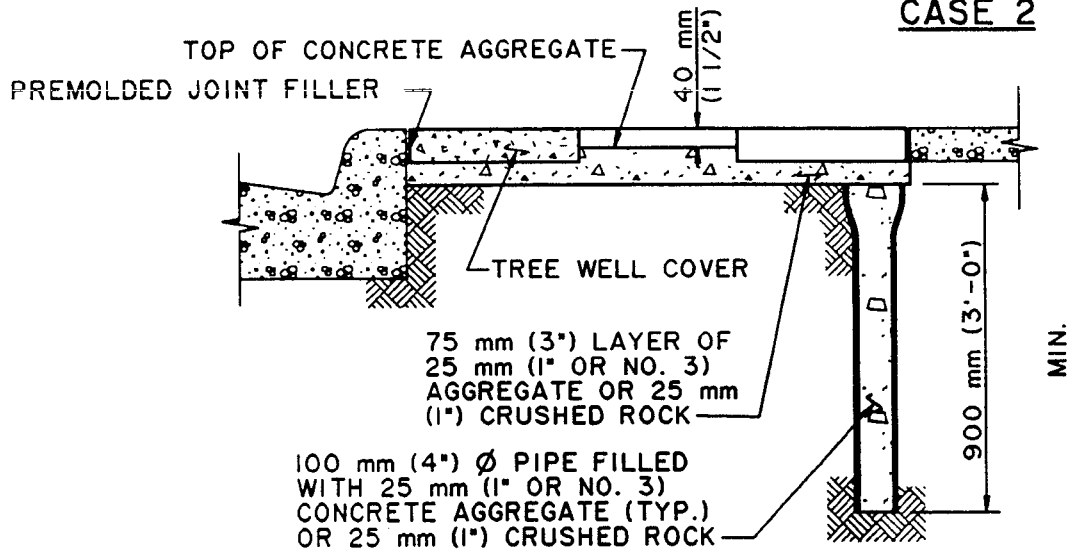 CASE 2
TOP OF CONCRETE AGGREGATE
40 mm
(1 1/2")
PREMOLDED JOINT FILLER
TREE WELL COVER
75 mm (3") LAYER OF
25 mm (1" OR NO. 3)
AGGREGATE OR 25 mm
(1") CRUSHED ROCK
900 mm (3'-0")
MIN.
100 mm (4") Ø PIPE FILLED
WITH 25 mm (1" OR NO. 3)
CONCRETE AGGREGATE (TYP.)
OR 25 mm (1") CRUSHED ROCK